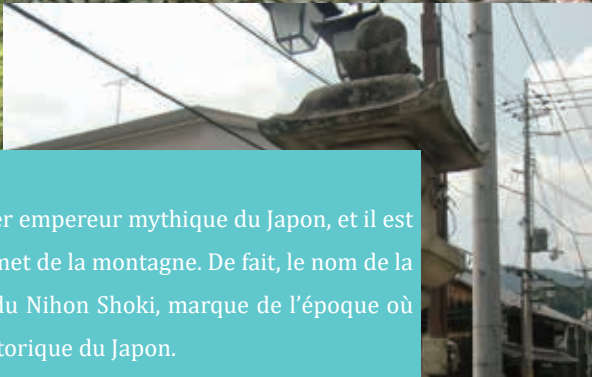 er empereur mythique du Japon, et il est
met de la montagne. De fait, le nom de la
du Nihon Shoki, marque de l’époque où
torique du Japon.